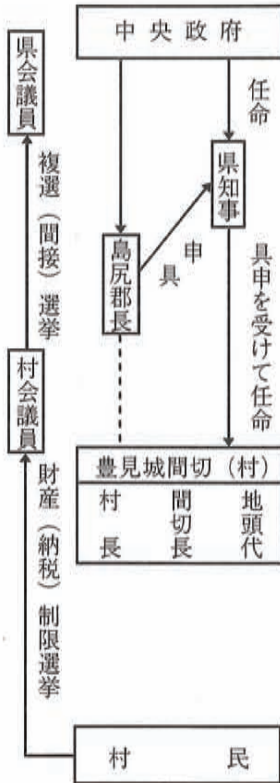 中央政府
任命
県知事
具申
島尻郡長
具申を受けて任命
豊見城間切（村）
地頭代
間切長
村長
県会議員
複選（間接）選挙
村会議員
財産（納税）制限選挙
村民